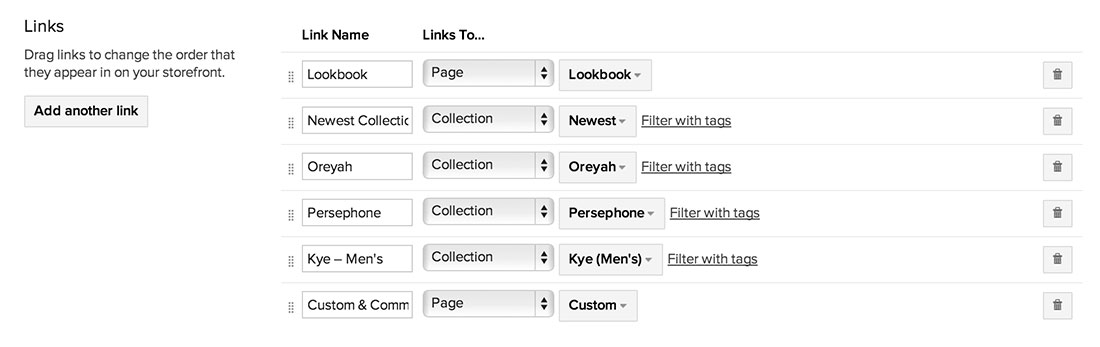 Links
Drag links to change the order that
they appear in on your storefront.
Add another link
Link Name Links To...
Lookbook Page Lookbook
Newest Collectic Collection Newest Filter with tags
Oreyah Collection Oreyah Filter with tags
Persephone Collection Persephone Filter with tags
Kye – Men's Collection Kye (Men's) Filter with tags
Custom & Comm Page Custom